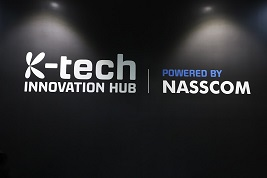 K-tech
INNOVATION HUB
POWERED BY
NASSCOM